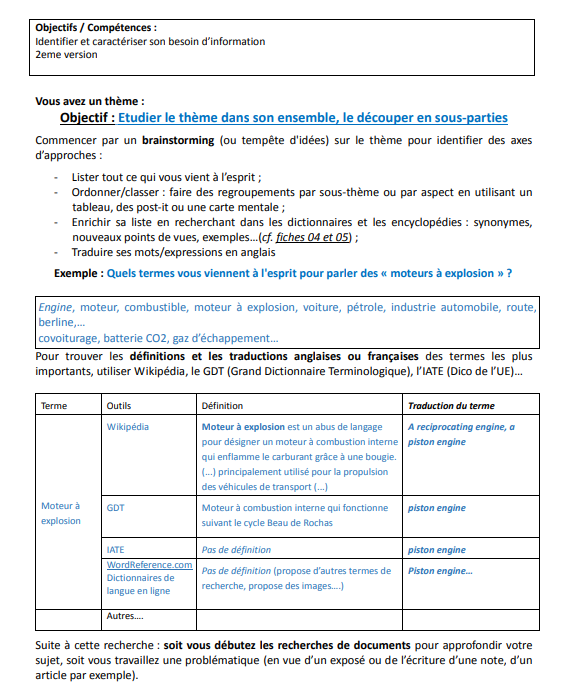 Objectifs / Compétences :
Identifier et caractériser son besoin d'information
2eme version
Vous avez un thème :
Objectif : Etudier le thème dans son ensemble, le découper en sous-parties
Commencer par un brainstorming (ou tempête d'idées) sur le thème pour identifier des axes
d'approches :
- Lister tout ce qui vous vient à l'esprit ;
- Ordonner/classer : faire des regroupements par sous-thème ou par aspect en utilisant un
tableau, des post-it ou une carte mentale ;
- Enrichir sa liste en recherchant dans les dictionnaires et les encyclopédies : synonymes,
nouveaux points de vues, exemples...(cf. fiches 04 et 05) ;
- Traduire ses mots/expressions en anglais
Exemple : Quels termes vous viennent à l'esprit pour parler des « moteurs à explosion » ?
Engine, moteur, combustible, moteur à explosion, voiture, pétrole, industrie automobile, route,
berline,...
covoiturage, batterie CO2, gaz d'échappement...
Pour trouver les définitions et les traductions anglaises ou françaises des termes les plus
importants, utiliser Wikipédia, le GDT (Grand Dictionnaire Terminologique), l'IATE (Dico de l'UE)...
Terme Outils Définition Traduction du terme
Moteur à
explosion
Wikipédia
Moteur à explosion est un abus de langage
pour désigner un moteur à combustion interne
qui enflamme le carburant grâce à une bougie.
(...) principalement utilisé pour la propulsion
des véhicules de transport (...)
A reciprocating engine, a
piston engine
GDT
Moteur à combustion interne qui fonctionne
suivant le cycle Beau de Rochas
piston engine
IATE Pas de définition piston engine
WordReference.com
Dictionnaires de
langue en ligne
Pas de définition (propose d'autres termes de
recherche, propose des images....)
Piston engine...
Autres....
Suite à cette recherche : soit vous débutez les recherches de documents pour approfondir votre
sujet, soit vous travaillez une problématique (en vue d'un exposé ou de l'écriture d'une note, d'un
article par exemple).